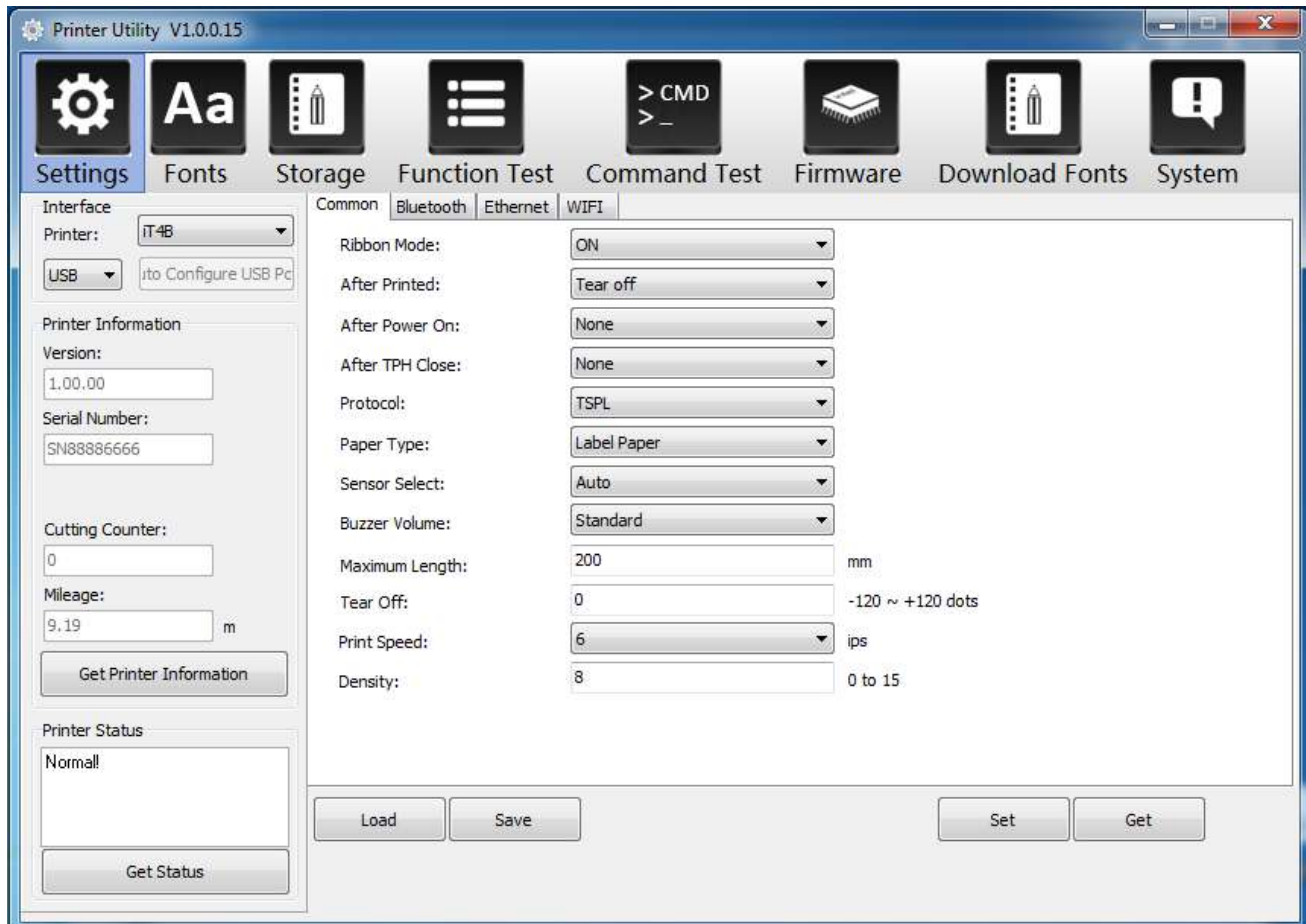 Printer Utility V1.0.0.15
Aa
> CMD
> _
Settings Fonts Storage Function Test Command Test Firmware Download Fonts System
Interface
Printer: iT4B
USB uto Configure USB Pc
Printer Information
Version:
1.00.00
Serial Number:
SN88886666
Cutting Counter:
0
Mileage:
9.19 m
Get Printer Information
Printer Status
Normal!
Get Status
Common Bluetooth Ethernet WIFI
Ribbon Mode: ON
After Printed: Tear off
After Power On: None
After TPH Close: None
Protocol: TSPL
Paper Type: Label Paper
Sensor Select: Auto
Buzzer Volume: Standard
Maximum Length: 200 mm
Tear Off: 0 -120 ~ +120 dots
Print Speed: 6 ips
Density: 8 0 to 15
Load Save Set Get